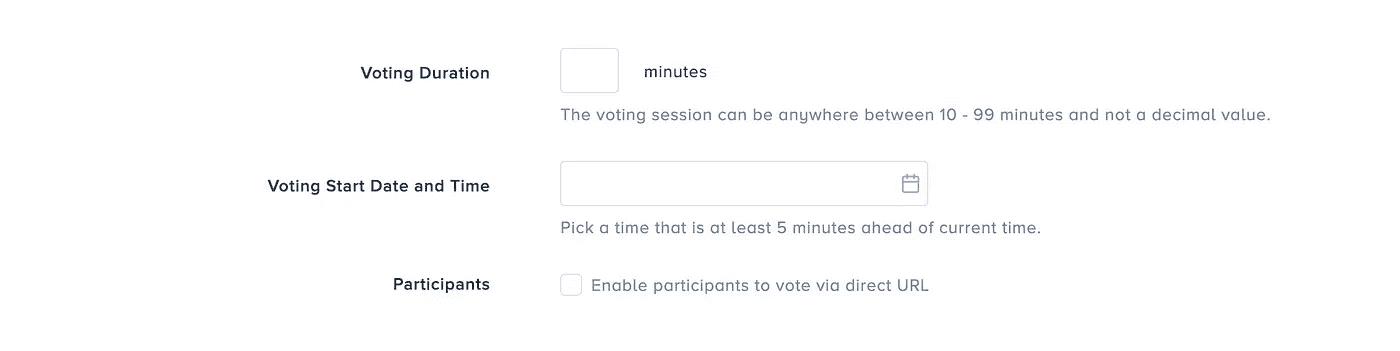 Voting Duration minutes
The voting session can be anywhere between 10 - 99 minutes and not a decimal value.
Voting Start Date and Time
Pick a time that is at least 5 minutes ahead of current time.
Participants Enable participants to vote via direct URL